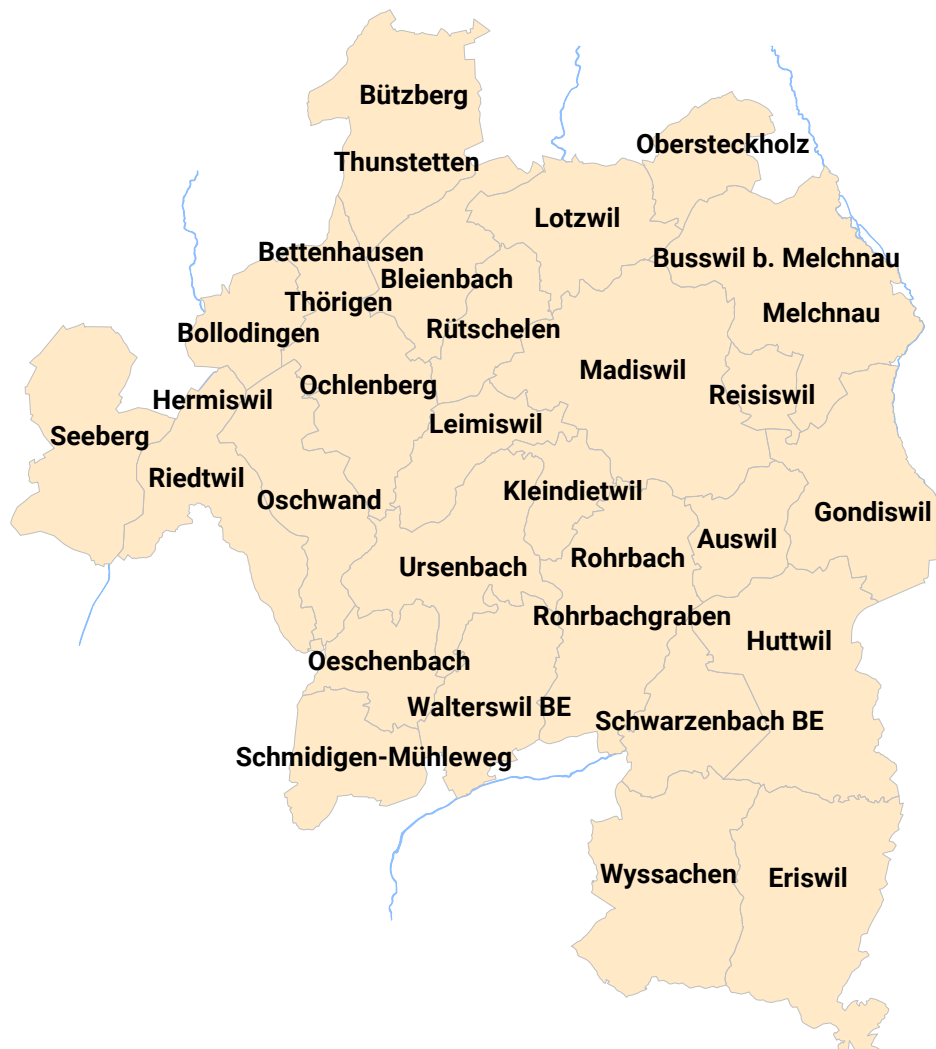 Bützberg
Obersteckholz
Thunstetten
Lotzwil
Bettenhausen
Busswil b. Melchnau
Bleienbach
Thörigen
Melchnau
Rütschelen
Bollodingen
Madiswil
Ochlenberg
Reisiswil
Hermiswil
Leimiswil
Seeberg
Riedtwil
Kleindietwil
Oschwand
Gondiswil
Auswil
Rohrbach
Ursenbach
Rohrbachgraben
Huttwil
Oeschenbach
Walterswil BE
Schwarzenbach BE
Schmidigen-Mühleweg
Wyssachen
Eriswil